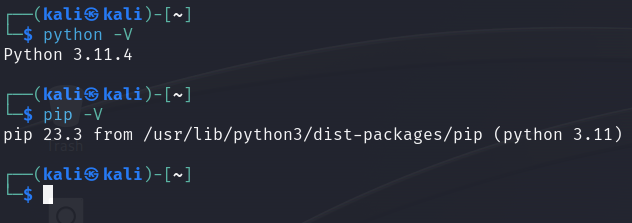 ┌──(kali㉿kali)-[~]
└─$ python -V
Python 3.11.4
┌──(kali㉿kali)-[~]
└─$ pip -V
pip 23.3 from /usr/lib/python3/dist-packages/pip (python 3.11)
┌──(kali㉿kali)-[~]
└─$
Trash